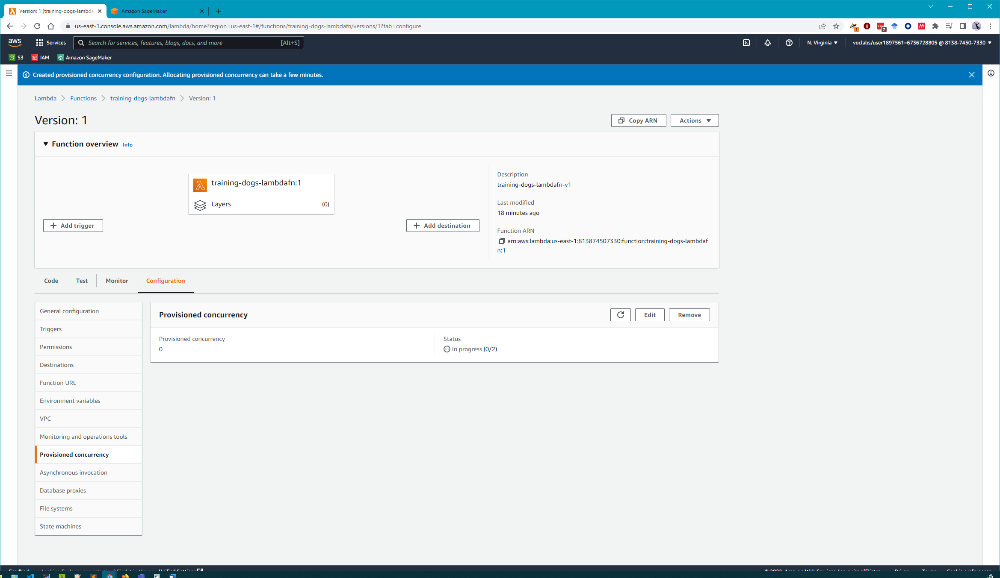 Version: 1 (training-dogs-lambda
Amazon SageMaker
us-east-1.console.aws.amazon.com/lambda/home?region=us-east-1#/functions/training-dogs-lambdafn/versions/1?tab=configure
1
7
aws
Services
Search for services, features, blogs, docs, and more
[Alt+S]
N. Virginia
voclabs/user1897561=6736728805 @ 8138-7450-7330
S3
IAM
Amazon SageMaker
Created provisioned concurrency configuration. Allocating provisioned concurrency can take a few minutes.
Lambda
Functions
training-dogs-lambdafn
Version: 1
Version: 1
Copy ARN
Actions
Function overview
Info
training-dogs-lambdafn:1
Layers
(0)
Add trigger
Add destination
Description
training-dogs-lambdafn-v1
Last modified
18 minutes ago
Function ARN
arn:aws:lambda:us-east-1:813874507330:function:training-dogs-lambdaf
n:1
Code
Test
Monitor
Configuration
General configuration
Triggers
Permissions
Destinations
Function URL
Environment variables
VPC
Monitoring and operations tools
Provisioned concurrency
Asynchronous invocation
Database proxies
File systems
State machines
Provisioned concurrency
Edit
Remove
Provisioned concurrency
0
Status
In progress (0/2)